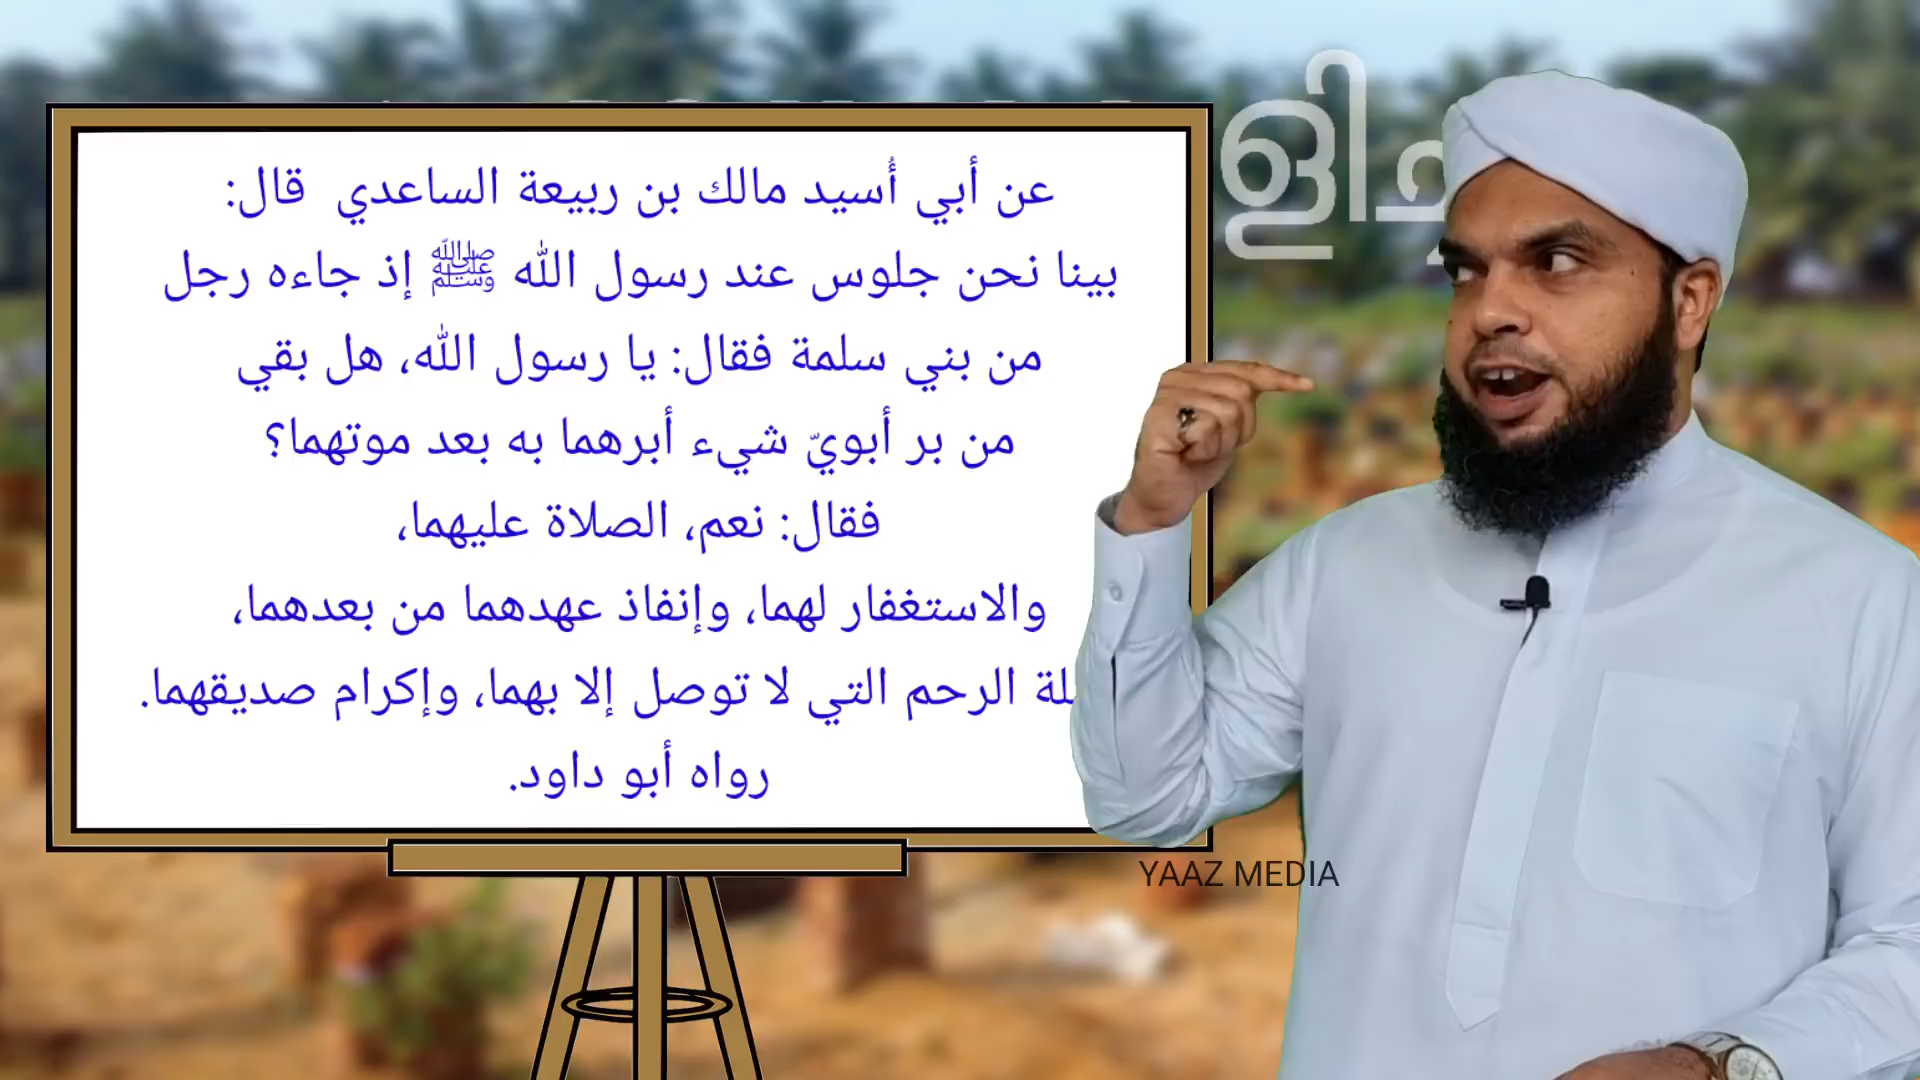 عن أبي أُسيد مالك بن ربيعة الساعدي قال:
بينا نحن جلوس عند رسول الله ﷺ إذ جاءه رجل
من بني سلمة فقال: يا رسول الله، هل بقي
من بر أبويّ شيء أبرهما به بعد موتهما؟
فقال: نعم، الصلاة عليهما،
والاستغفار لهما، وإنفاذ عهدهما من بعدهما،
الرحم التي لا توصل إلا بهما، وإكرام صديقهما.
رواه أبو داود.
YAAZ MEDIA